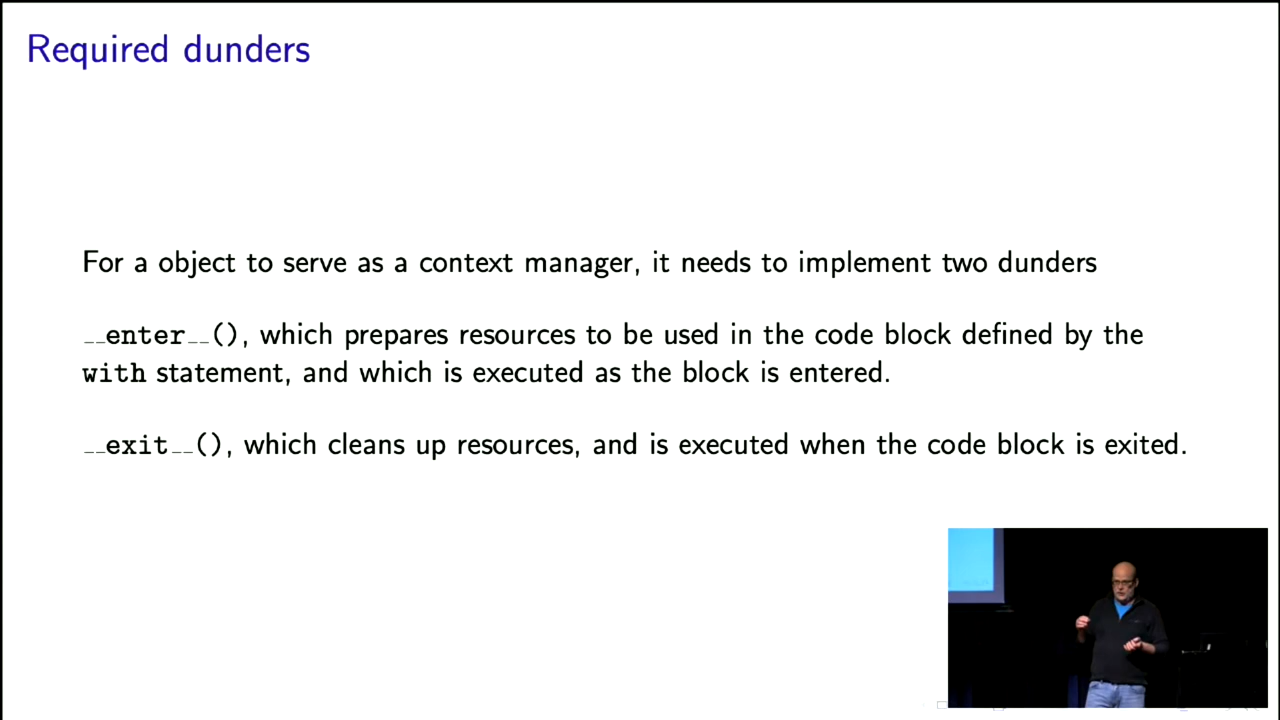 Required dunders
For a object to serve as a context manager, it needs to implement two dunders
__enter__(), which prepares resources to be used in the code block defined by the
with statement, and which is executed as the block is entered.
__exit__(), which cleans up resources, and is executed when the code block is exited.